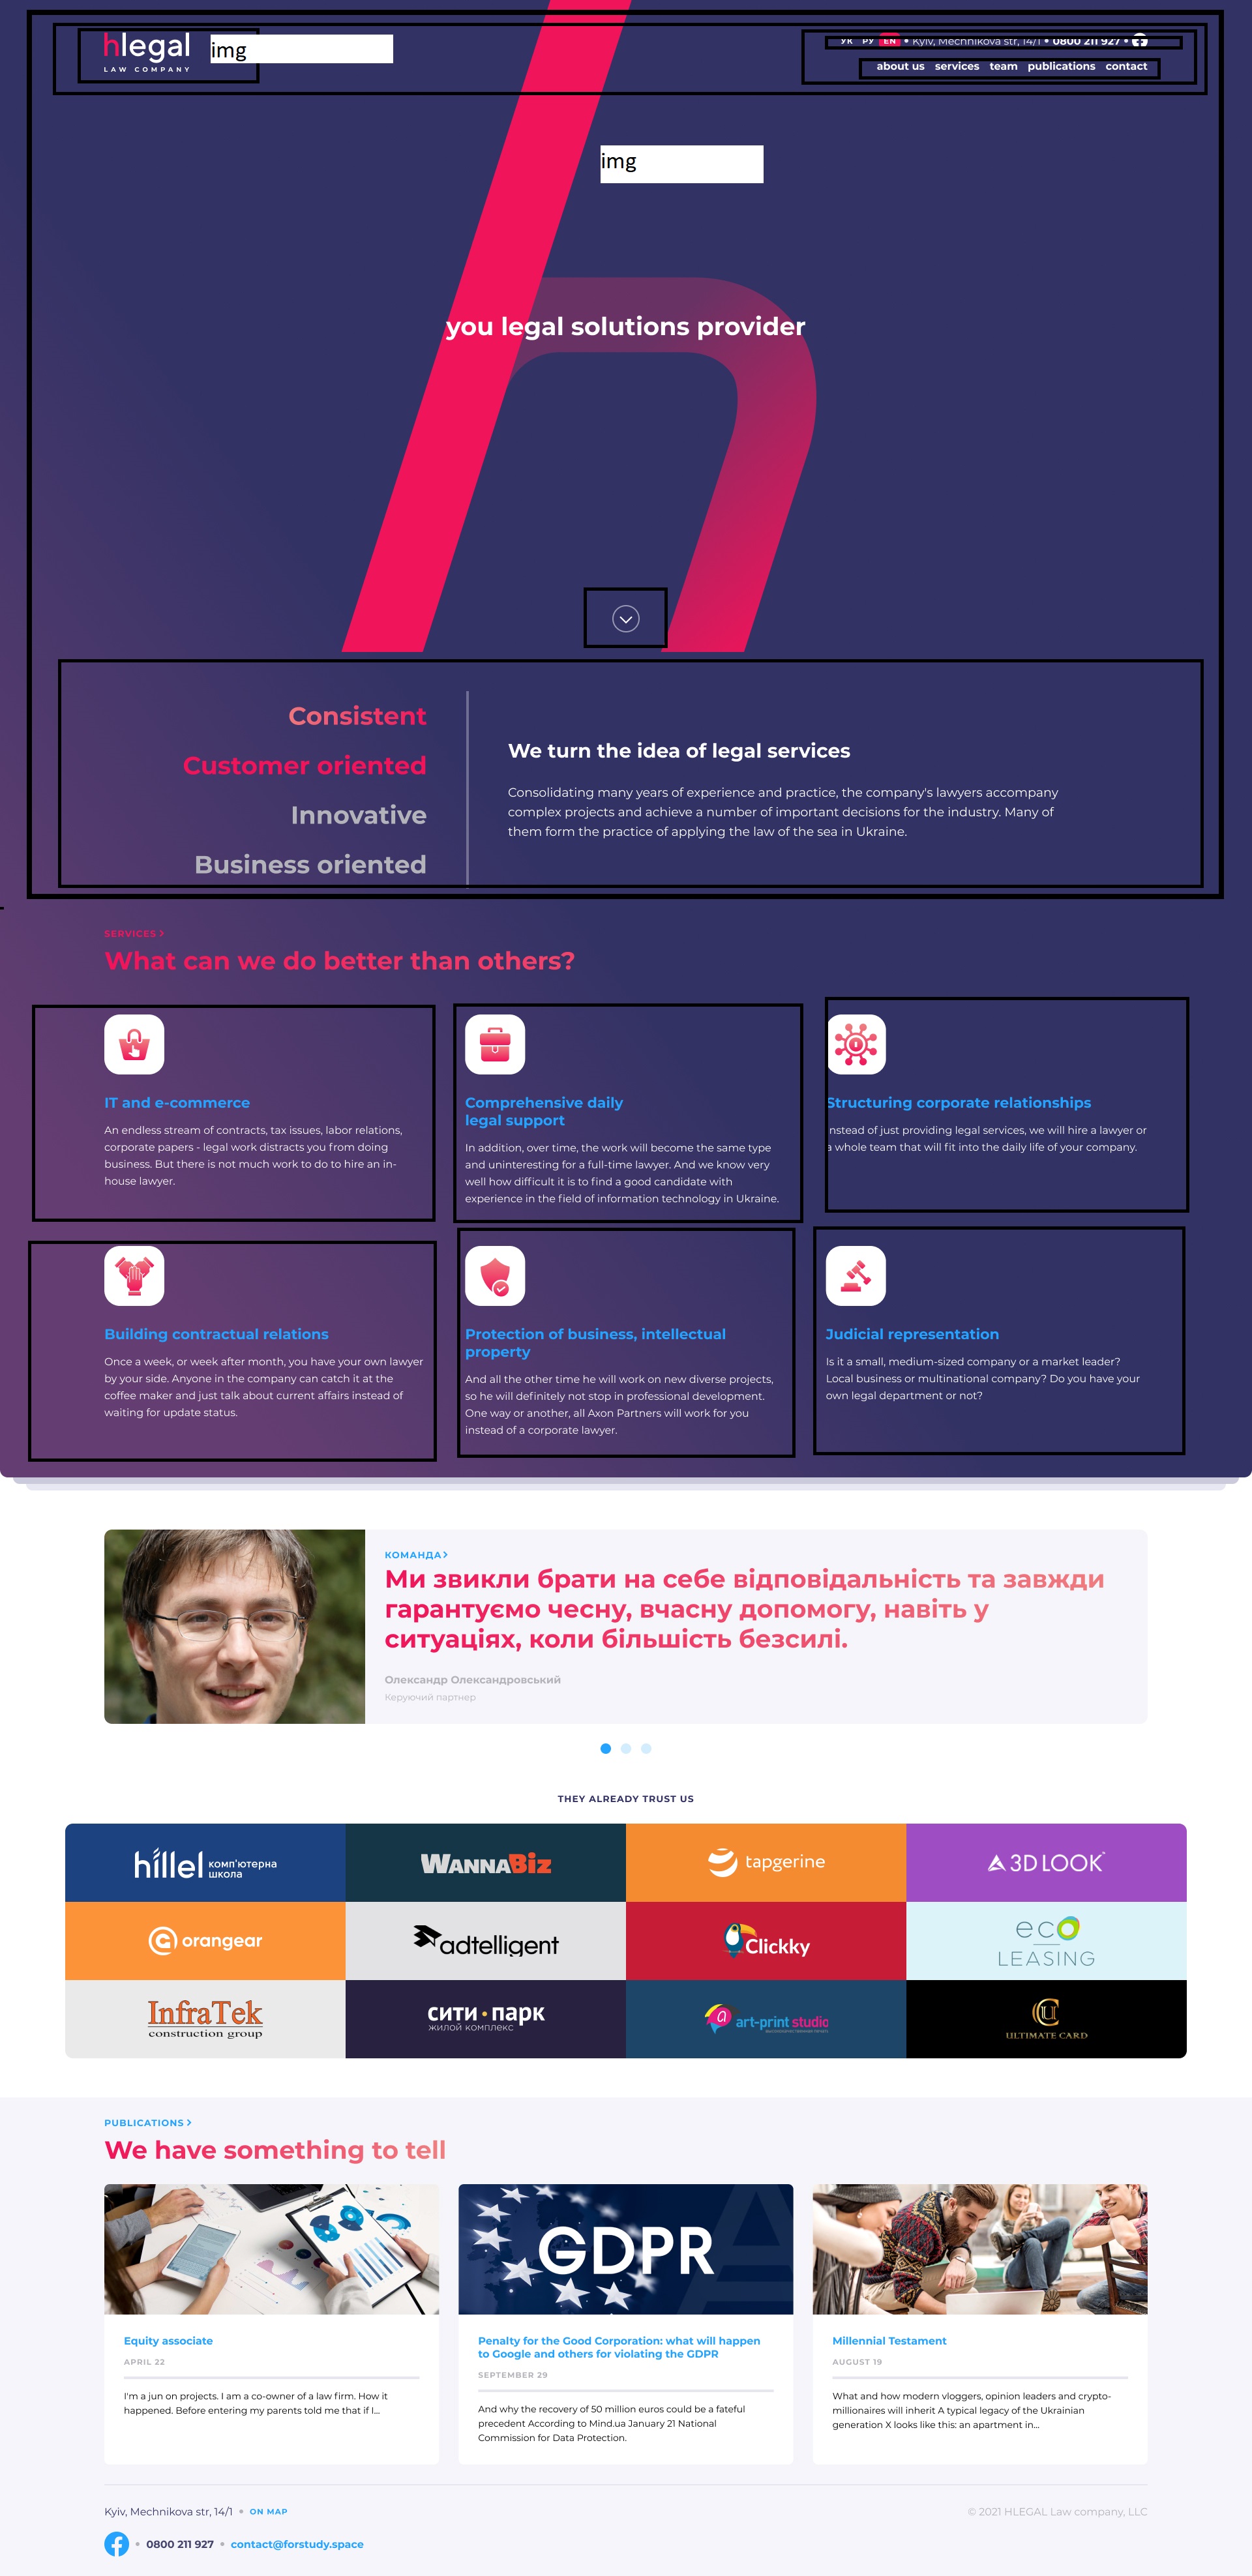 hlegal
LAW COMPANY
img
УК РУ EN • Kyiv, Mechnikova str, 14/1 • 0800 211 927 •
about us services team publications contact
img
you legal solutions provider
Consistent
Customer oriented
Innovative
Business oriented
We turn the idea of legal services
Consolidating many years of experience and practice, the company's lawyers accompany
complex projects and achieve a number of important decisions for the industry. Many of
them form the practice of applying the law of the sea in Ukraine.
SERVICES >
What can we do better than others?
IT and e-commerce
An endless stream of contracts, tax issues, labor relations,
corporate papers - legal work distracts you from doing
business. But there is not much work to do to hire an in-
house lawyer.
Comprehensive daily
legal support
In addition, over time, the work will become the same type
and uninteresting for a full-time lawyer. And we know very
well how difficult it is to find a good candidate with
experience in the field of information technology in Ukraine.
Structuring corporate relationships
Instead of just providing legal services, we will hire a lawyer or
a whole team that will fit into the daily life of your company.
Building contractual relations
Once a week, or week after month, you have your own lawyer
by your side. Anyone in the company can catch it at the
coffee maker and just talk about current affairs instead of
waiting for update status.
Protection of business, intellectual
property
And all the other time he will work on new diverse projects,
so he will definitely not stop in professional development.
One way or another, all Axon Partners will work for you
instead of a corporate lawyer.
Judicial representation
Is it a small, medium-sized company or a market leader?
Local business or multinational company? Do you have your
own legal department or not?
КОМАНДА >
Ми звикли брати на себе відповідальність та завжди
гарантуємо чесну, вчасну допомогу, навіть у
ситуаціях, коли більшість безсилі.
Олександр Олександровський
Керуючий партнер
THEY ALREADY TRUST US
hillel комп'ютерна
школа
WANNABIZ
tapgerine
3D LOOK
orangear
adtelligent
Clickky
eco
LEASING
InfraTek
construction group
сити • парк
жилой комплекс
art-print studio
ULTIMATE CARD
PUBLICATIONS >
We have something to tell
GDPR
Equity associate
APRIL 22
I'm a jun on projects. I am a co-owner of a law firm. How it
happened. Before entering my parents told me that if I...
Penalty for the Good Corporation: what will happen
to Google and others for violating the GDPR
SEPTEMBER 29
And why the recovery of 50 million euros could be a fateful
precedent According to Mind.ua January 21 National
Commission for Data Protection.
Millennial Testament
AUGUST 19
What and how modern vloggers, opinion leaders and crypto-
millionaires will inherit A typical legacy of the Ukrainian
generation X looks like this: an apartment in...
Kyiv, Mechnikova str, 14/1 • ON MAP
© 2021 HLEGAL Law company, LLC
• 0800 211 927 • contact@forstudy.space